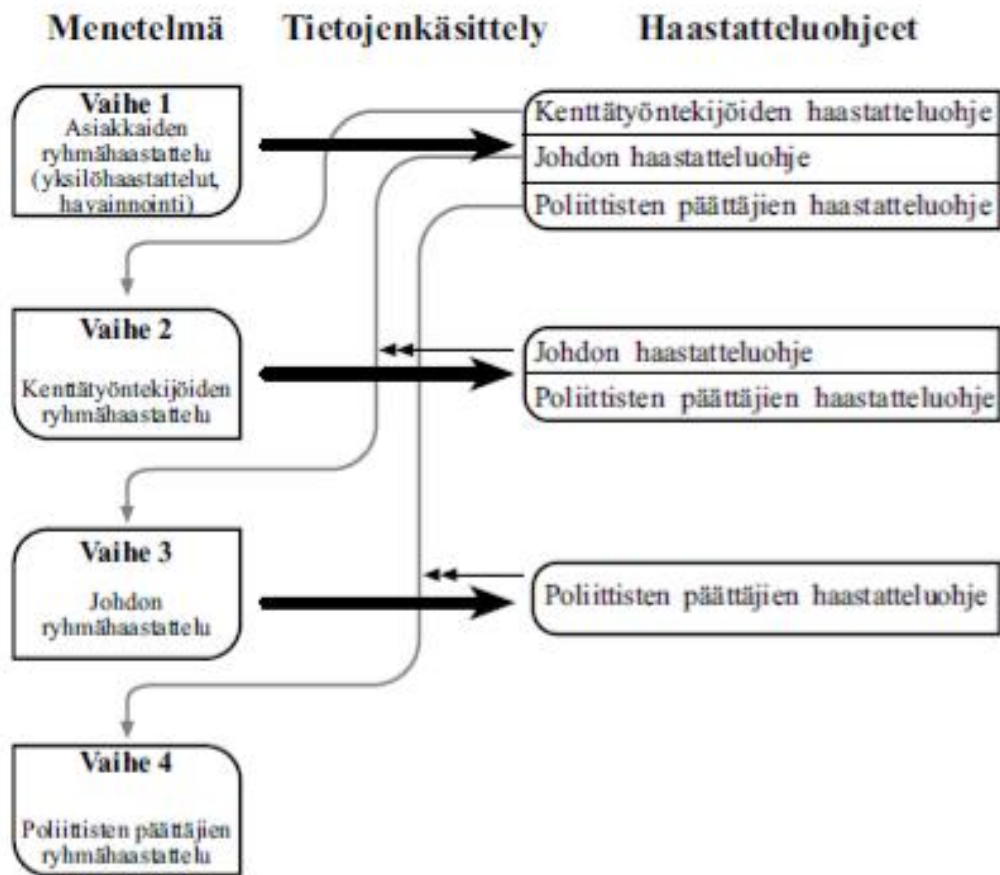 Menetelmä Tietojenkäsittely Haastatteluohjeet
Vaihe 1
Asiakkaiden
ryhmähaastattelu
(yksilöhaastattelut,
havainnointi)
Kenttätyöntekijöiden haastatteluohje
Johdon haastatteluohje
Poliittisten päättäjien haastatteluohje
Vaihe 2
Kenttätyöntekijöiden
ryhmähaastattelu
Johdon haastatteluohje
Poliittisten päättäjien haastatteluohje
Vaihe 3
Johdon
ryhmähaastattelu
Poliittisten päättäjien haastatteluohje
Vaihe 4
Poliittisten päättäjien
ryhmähaastattelu